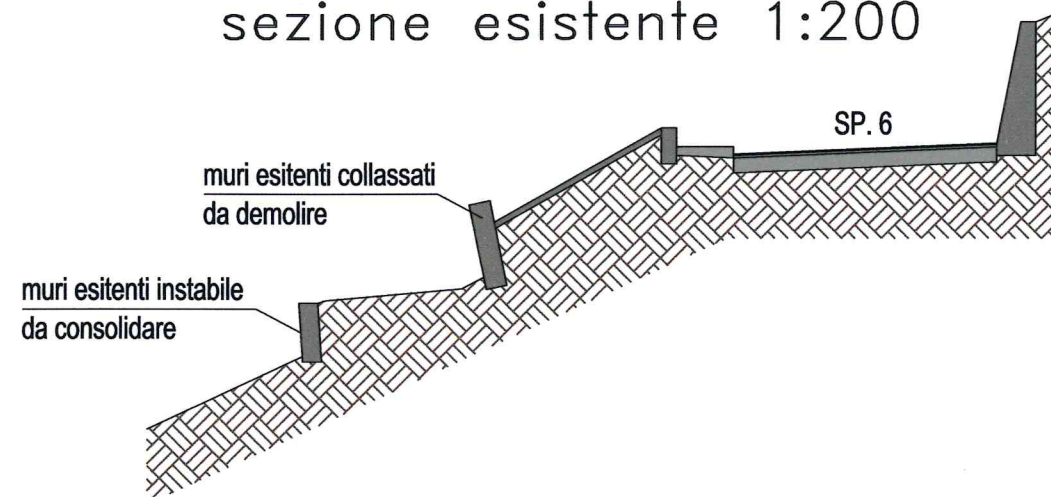 sezione esistente 1:200
SP. 6
muri esitenti collassati
da demolire
muri esitenti instabile
da consolidare